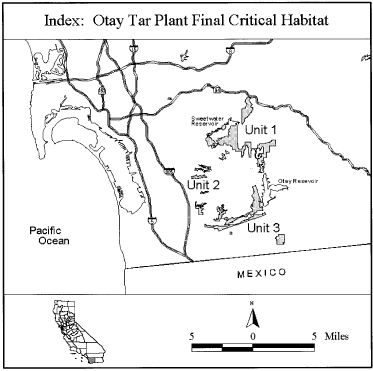 Index: Otay Tar Plant Final Critical Habitat
Sweetwater
Reservoir
Unit 1
Unit 2
Otay Reservoir
Unit 3
Pacific
Ocean
MEXICO
N
5 0 5 Miles